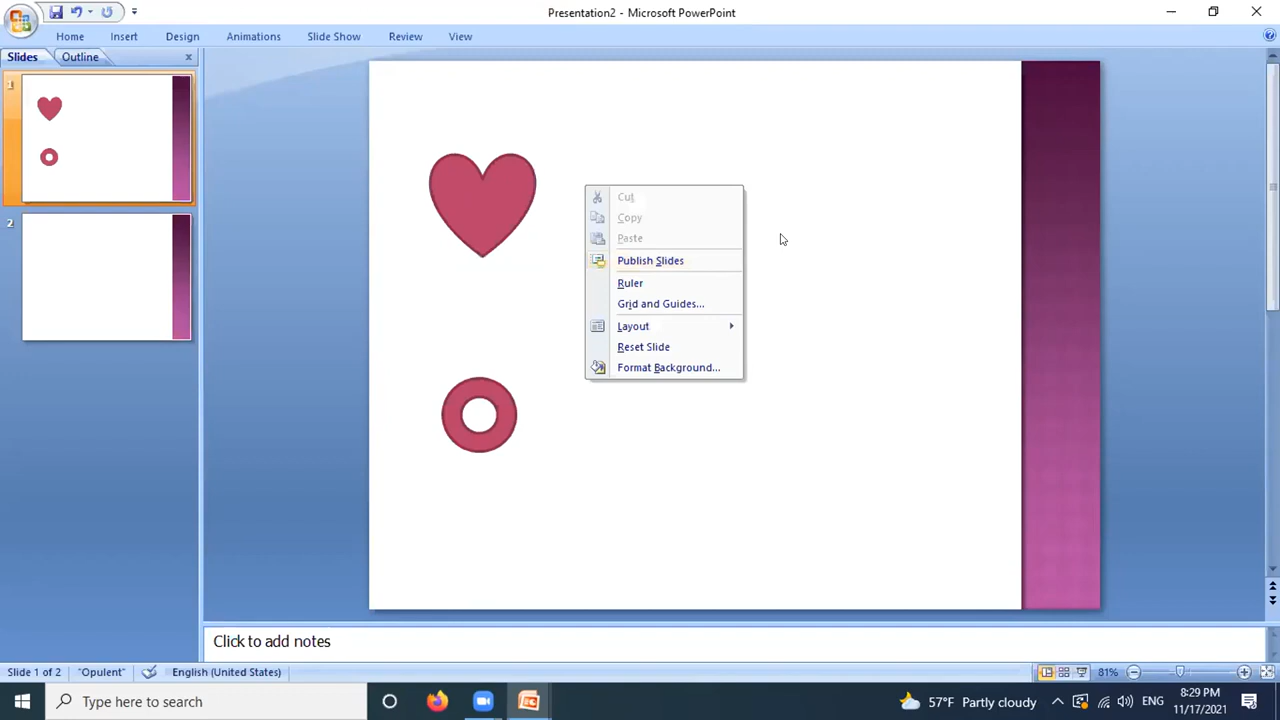 Presentation2 - Microsoft PowerPoint
Home Insert Design Animations Slide Show Review View
Slides Outline
1
2
Cut
Copy
Paste
Publish Slides
Ruler
Grid and Guides...
Layout
Reset Slide
Format Background...
Click to add notes
Slide 1 of 2 "Opulent" English (United States) 81%
Type here to search 57°F Partly cloudy ENG 8:29 PM
11/17/2021